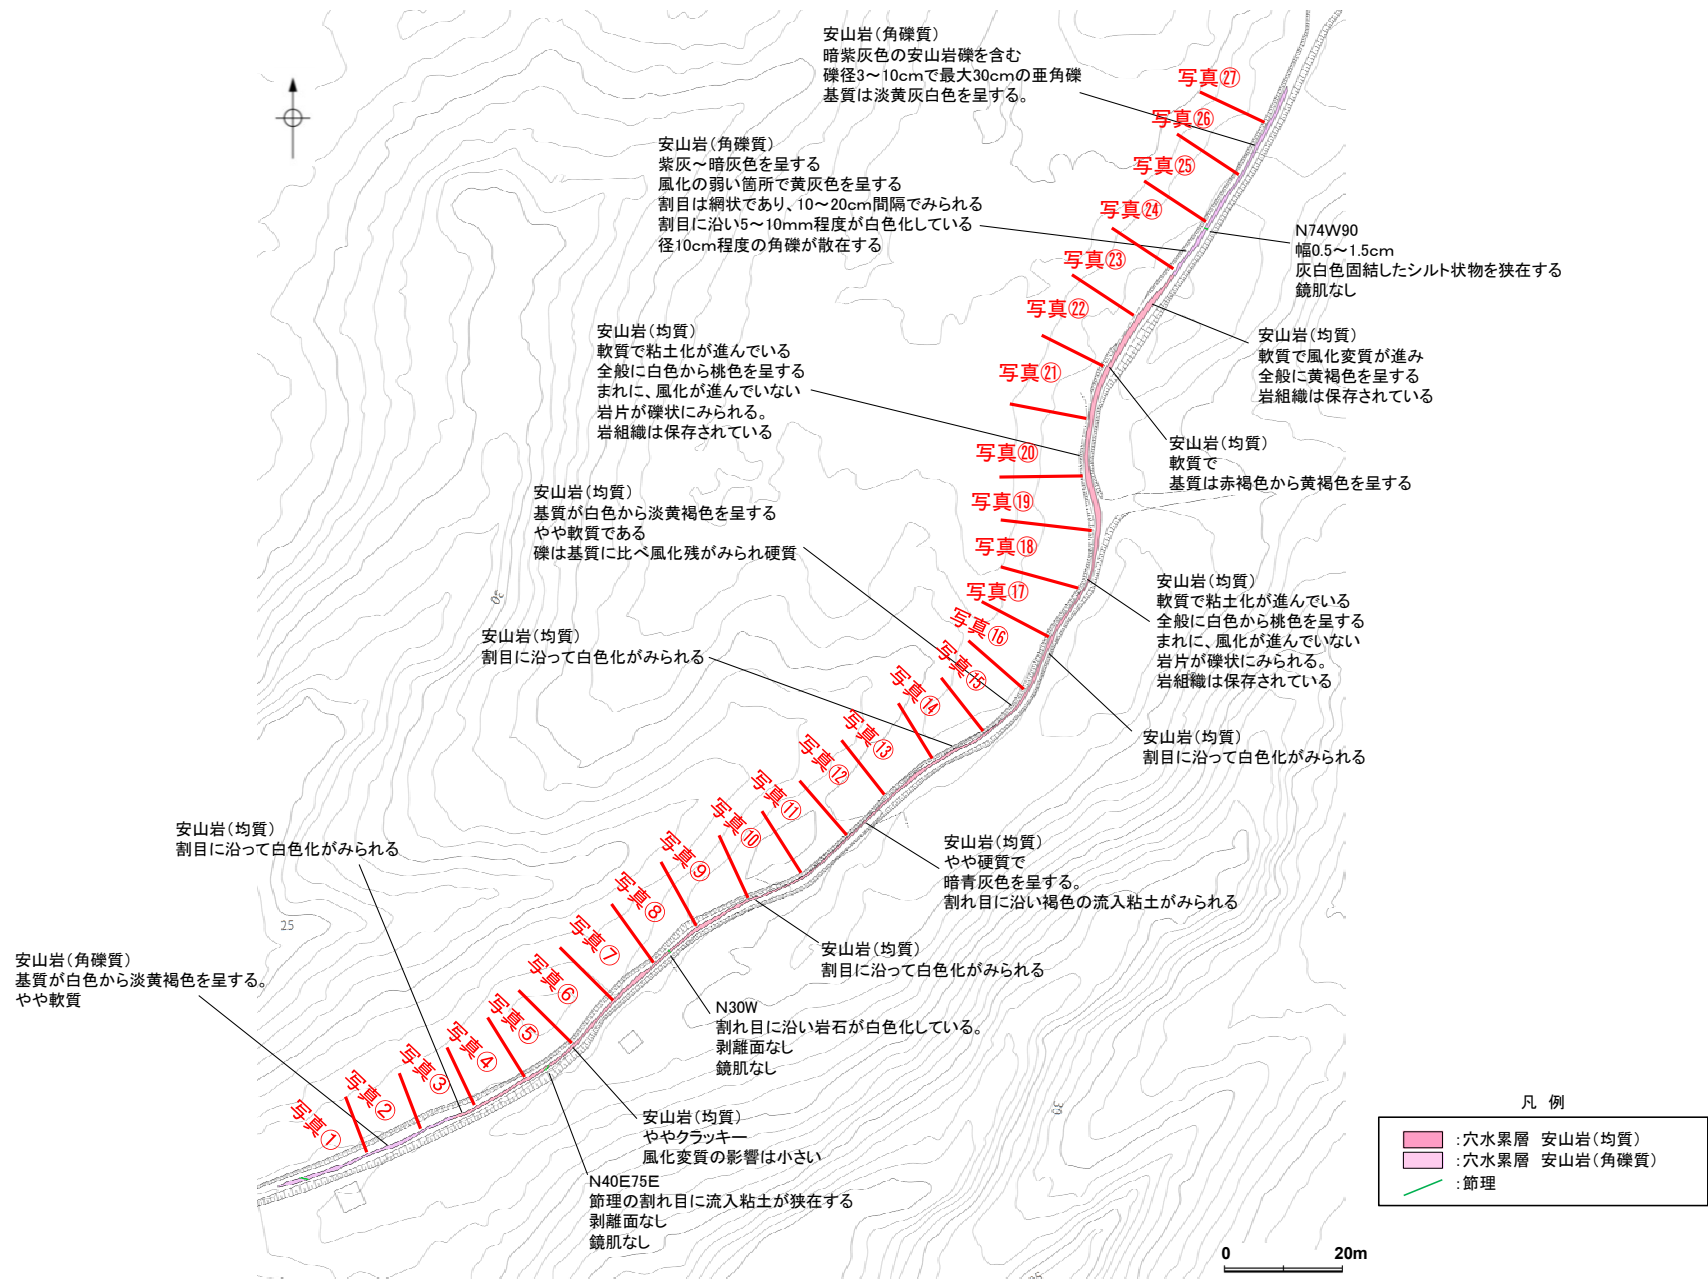 安山岩(角礫質)
暗紫灰色の安山岩礫を含む
礫径3～10cmで最大30cmの亜角礫
基質は淡黄灰白色を呈する。
安山岩(角礫質)
紫灰～暗灰色を呈する
風化の弱い箇所で黄灰色を呈する
割目は網状であり、10～20cm間隔でみられる
割目に沿い5～10mm程度が白色化している
径10cm程度の角礫が散在する
写真㉗
写真㉖
写真㉕
写真㉔
写真㉓
写真㉒
写真㉑
写真⑳
写真⑲
写真⑱
写真⑰
写真⑯
写真⑮
写真⑭
写真⑬
写真⑫
写真⑪
写真⑩
写真⑨
写真⑧
写真⑦
写真⑥
写真⑤
写真④
写真③
写真②
写真①
N74W90
幅0.5～1.5cm
灰白色固結したシルト状物を狭在する
鏡肌なし
安山岩(均質)
軟質で風化変質が進み
全般に黄褐色を呈する
岩組織は保存されている
安山岩(均質)
軟質で粘土化が進んでいる
全般に白色から桃色を呈する
まれに、風化が進んでいない
岩片が礫状にみられる。
岩組織は保存されている
安山岩(均質)
軟質で
基質は赤褐色から黄褐色を呈する
安山岩(均質)
基質が白色から淡黄褐色を呈する
やや軟質である
礫は基質に比べ風化残がみられ硬質
安山岩(均質)
軟質で粘土化が進んでいる
全般に白色から桃色を呈する
まれに、風化が進んでいない
岩片が礫状にみられる。
岩組織は保存されている
30
安山岩(均質)
割目に沿って白色化がみられる
安山岩(均質)
割目に沿って白色化がみられる
安山岩(均質)
割目に沿って白色化がみられる
安山岩(均質)
やや硬質で
暗青灰色を呈する。
割れ目に沿い褐色の流入粘土がみられる
25
安山岩(角礫質)
基質が白色から淡黄褐色を呈する。
やや軟質
安山岩(均質)
割目に沿って白色化がみられる
N30W
割れ目に沿い岩石が白色化している。
剥離面なし
鏡肌なし
安山岩(均質)
ややクラッキー
風化変質の影響は小さい
N40E75E
節理の割れ目に流入粘土が狭在する
剥離面なし
鏡肌なし
30
凡 例
:穴水累層 安山岩(均質)
:穴水累層 安山岩(角礫質)
:節理
0 20m